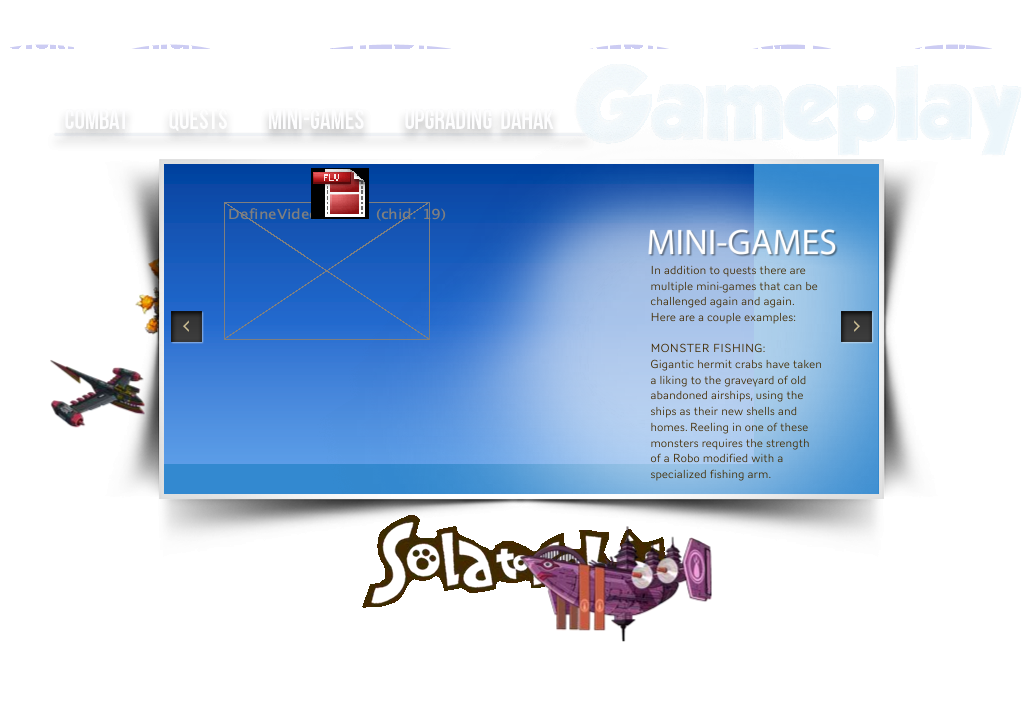 Gameplay
COMBAT QUESTS MINI-GAMES UPGRADING DAHAK
FLV
DefineVide (chid: 19)
MINI-GAMES
In addition to quests there are
multiple mini-games that can be
challenged again and again.
Here are a couple examples:
MONSTER FISHING:
Gigantic hermit crabs have taken
a liking to the graveyard of old
abandoned airships, using the
ships as their new shells and
homes. Reeling in one of these
monsters requires the strength
of a Robo modified with a
specialized fishing arm.
Solato